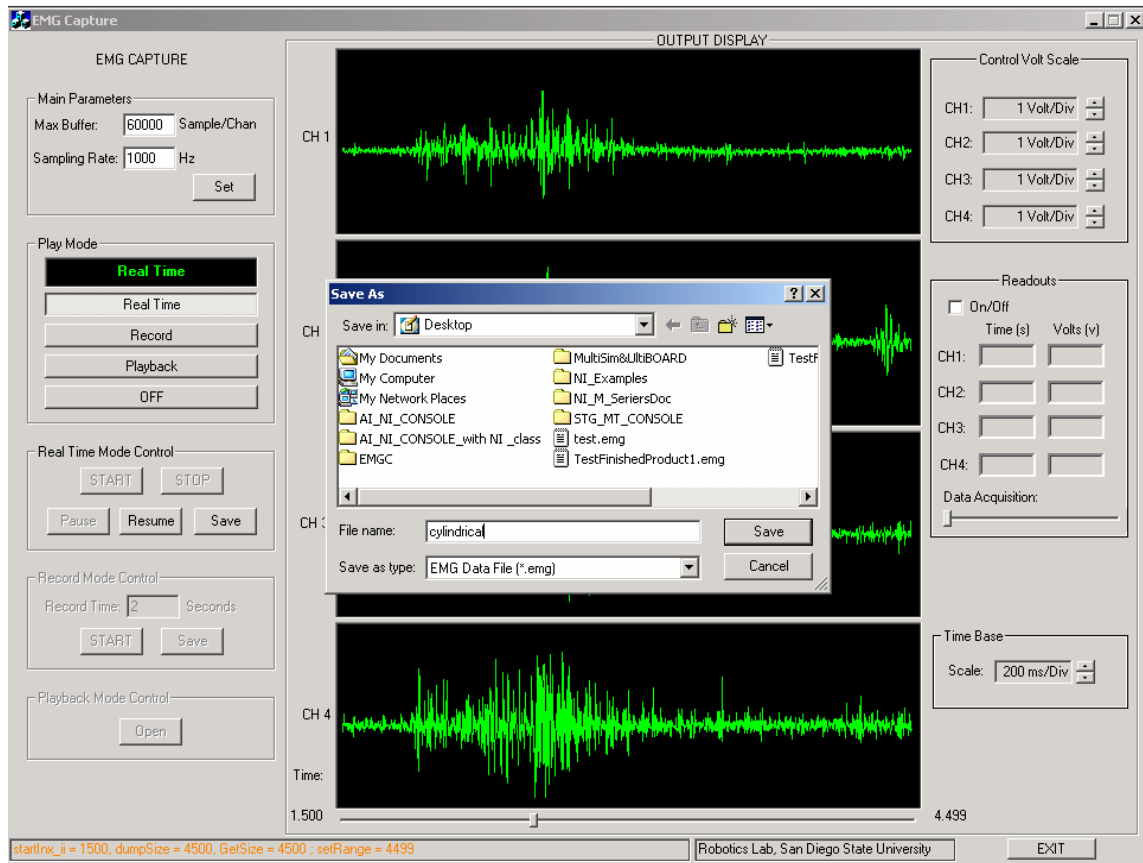 EMG Capture
EMG CAPTURE
Main Parameters
Max Buffer: 60000 Sample/Chan
Sampling Rate: 1000 Hz
Set
Play Mode
Real Time
Real Time
Record
Playback
OFF
Real Time Mode Control
START STOP
Pause Resume Save
Record Mode Control
Record Time: 2 Seconds
START Save
Playback Mode Control
Open
OUTPUT DISPLAY
CH 1
CH
CH 3
CH 4
Time:
1.500 4.499
Save As
Save in: Desktop
My Documents
My Computer
My Network Places
AI_NI_CONSOLE
AI_NI_CONSOLE_with NI _class
EMGC
MultiSim&UltiBOARD
NI_Examples
NI_M_SeriersDoc
STG_MT_CONSOLE
test.emg
TestFinishedProduct1.emg
TestF
File name: cylindrical
Save
Save as type: EMG Data File (*.emg)
Cancel
Control Volt Scale
CH1: 1 Volt/Div
CH2: 1 Volt/Div
CH3: 1 Volt/Div
CH4: 1 Volt/Div
Readouts
On/Off
Time (s) Volts (v)
CH1:
CH2:
CH3:
CH4:
Data Acquisition:
Time Base
Scale: 200 ms/Div
startInx_ii = 1500, dumpSize = 4500, GetSize = 4500 ; setRange = 4499
Robotics Lab, San Diego State University
EXIT